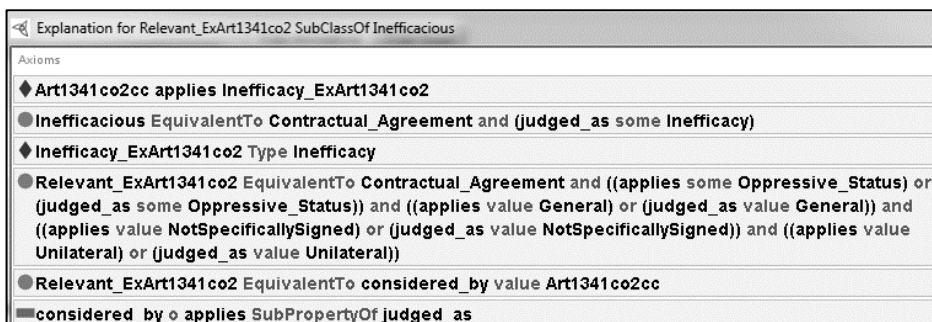 Explanation for Relevant_ExArt1341co2 SubClassOf Inefficacious
Axioms
Art1341co2cc applies Inefficacy_ExArt1341co2
Inefficacious EquivalentTo Contractual_Agreement and (judged_as some Inefficacy)
Inefficacy_ExArt1341co2 Type Inefficacy
Relevant_ExArt1341co2 EquivalentTo Contractual_Agreement and ((applies some Oppressive_Status) or
(judged_as some Oppressive_Status)) and ((applies value General) or (judged_as value General)) and
((applies value NotSpecificallySigned) or (judged_as value NotSpecificallySigned)) and ((applies value
Unilateral) or (judged_as value Unilateral))
Relevant_ExArt1341co2 EquivalentTo considered_by value Art1341co2cc
considered_by o applies SubPropertyOf judged_as